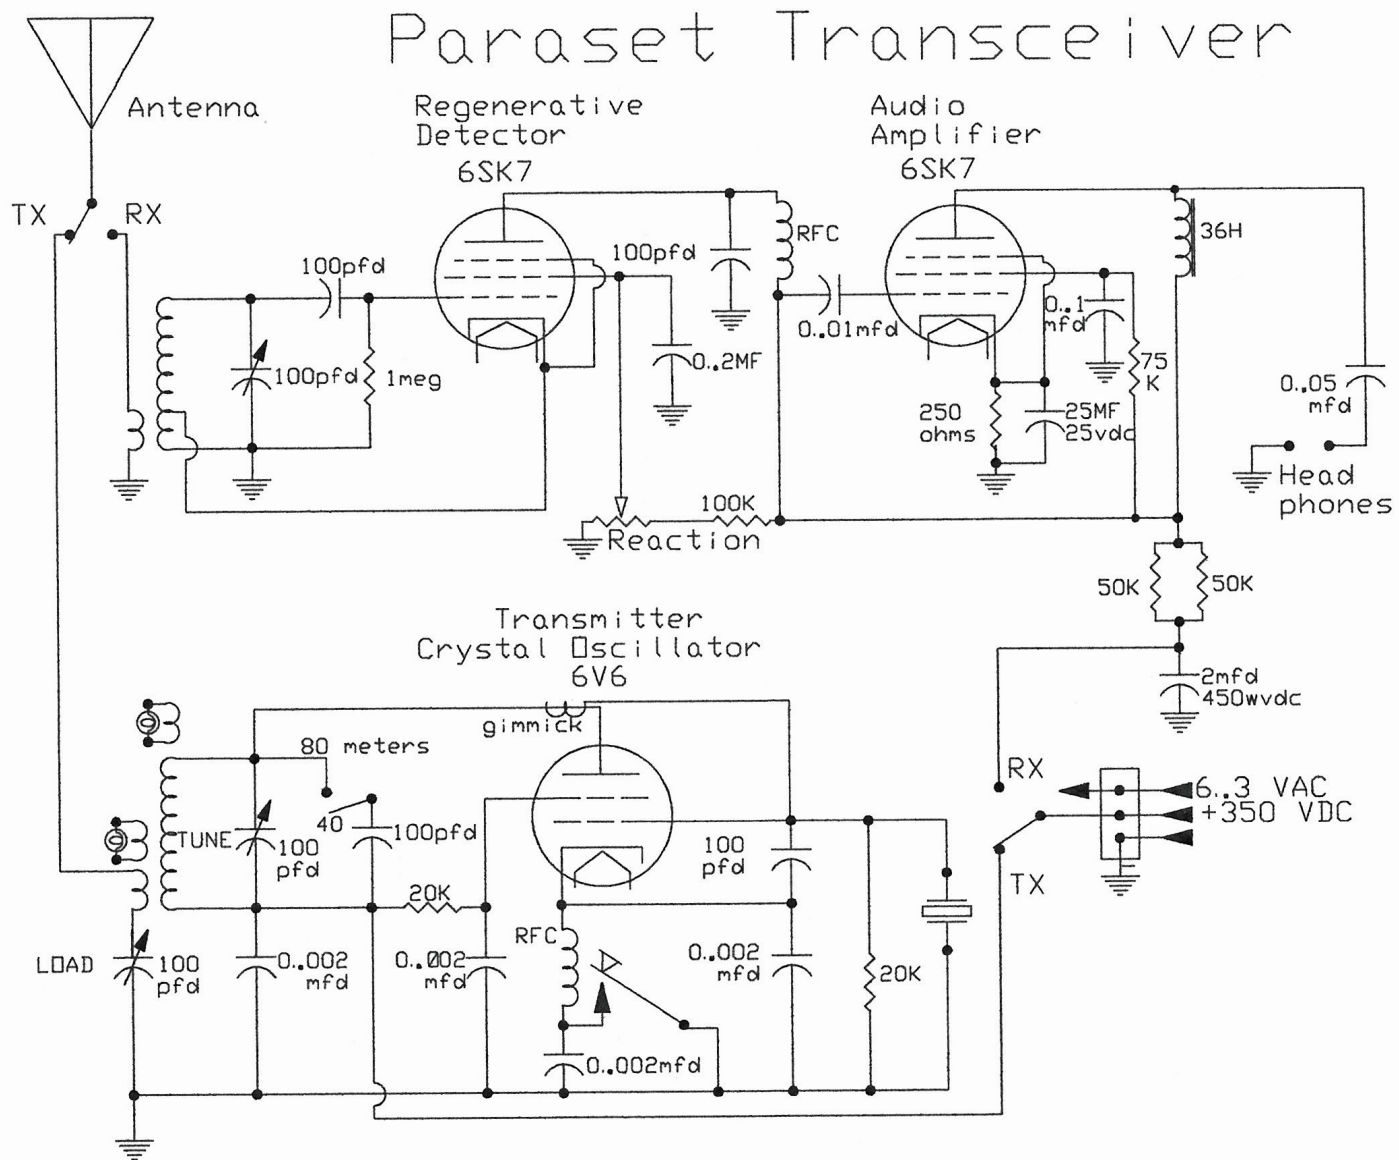 Paraset Transceiver
Antenna
Regenerative
Detector
6SK7
Audio
Amplifier
6SK7
TX
RX
100pfd
100pfd
1meg
100pfd
RFC
0..2MF
0..01mfd
0..1
mfd
75
K
36H
250
ohms
25MF
25vdc
0..05
mfd
Head
phones
100K
Reaction
50K
50K
2mfd
450wvdc
Transmitter
Crystal Oscillator
6V6
gimmick
80 meters
40
TUNE
100
pfd
100pfd
20K
100
pfd
RX
6..3 VAC
+350 VDC
TX
LOAD
100
pfd
0..002
mfd
0..002
mfd
RFC
0..002mfd
0..002
mfd
20K